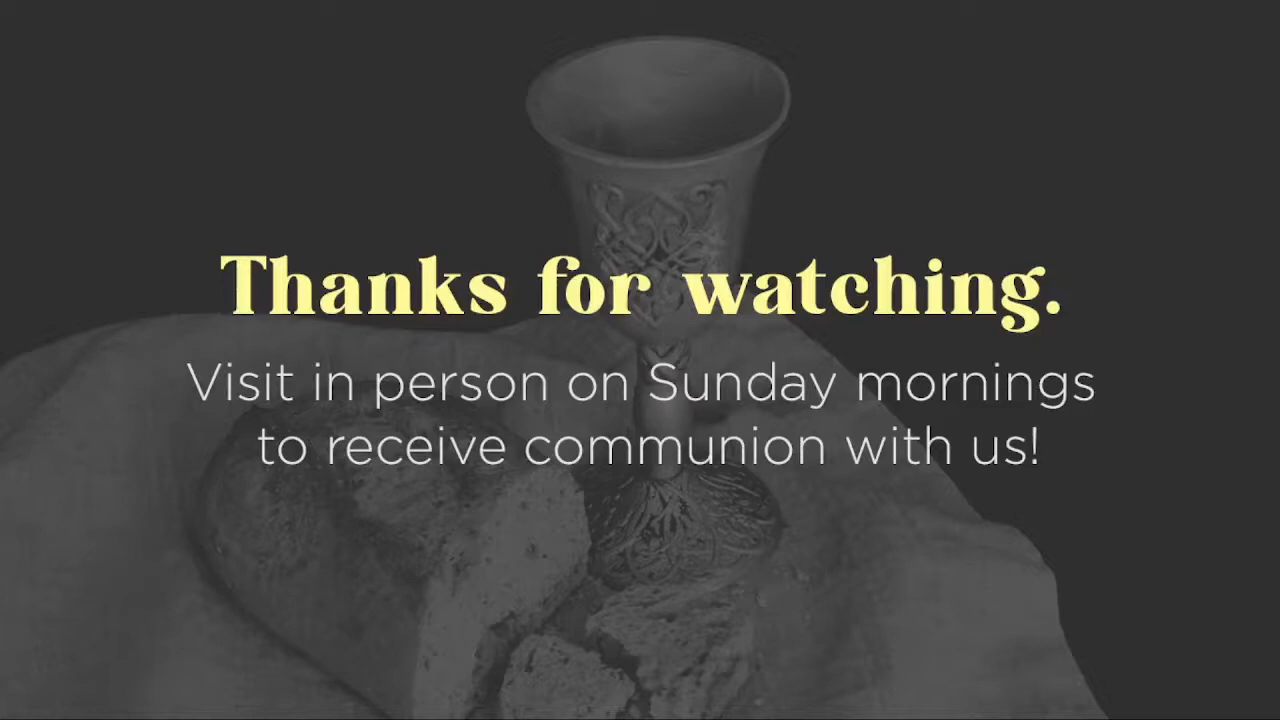 Thanks for watching.
Visit in person on Sunday mornings
to receive communion with us!